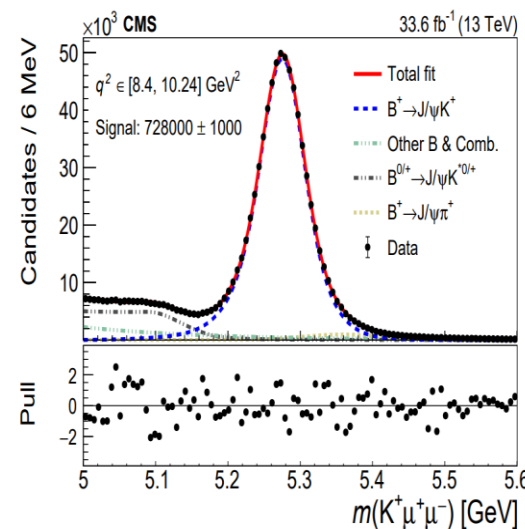 ×10³ CMS 33.6 fb⁻¹ (13 TeV)
Candidates / 6 MeV
50
40
30
20
10
q² ∈ [8.4, 10.24] GeV²
Signal: 728000 ± 1000
Total fit
B⁺→J/ψK⁺
Other B & Comb.
B⁰ᐟ⁺→J/ψK*⁰ᐟ⁺
B⁺→J/ψπ⁺
Data
Pull
2
0
−2
5 5.1 5.2 5.3 5.4 5.5 5.6
m(K⁺μ⁺μ⁻) [GeV]